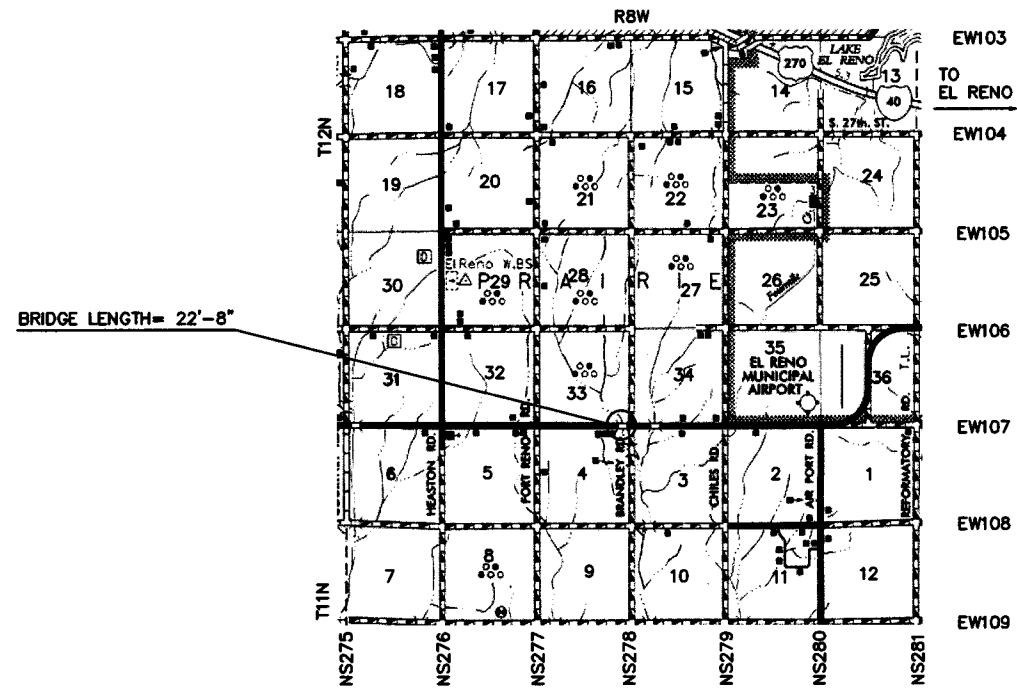 R8W
EW103
LAKE
EL RENO
270
40
TO
EL RENO
S. 27th. ST.
18
17
16
15
14
13
T12N
EW104
19
20
21
22
23
24
EW105
El Reno W.BS
P R A I R I E
30
29
28
27
26
25
BRIDGE LENGTH= 22'-8"
EW106
31
32
33
34
35
36
EL RENO
MUNICIPAL
AIRPORT
T.L.
RD.
RD.
EW107
6
5
4
3
2
1
HEASTON RD.
FORT RENO
BRANDLEY RD.
CHILES RD.
AIR PORT RD.
REFORMATORY
EW108
7
8
9
10
11
12
T11N
EW109
NS275
NS276
NS277
NS278
NS279
NS280
NS281